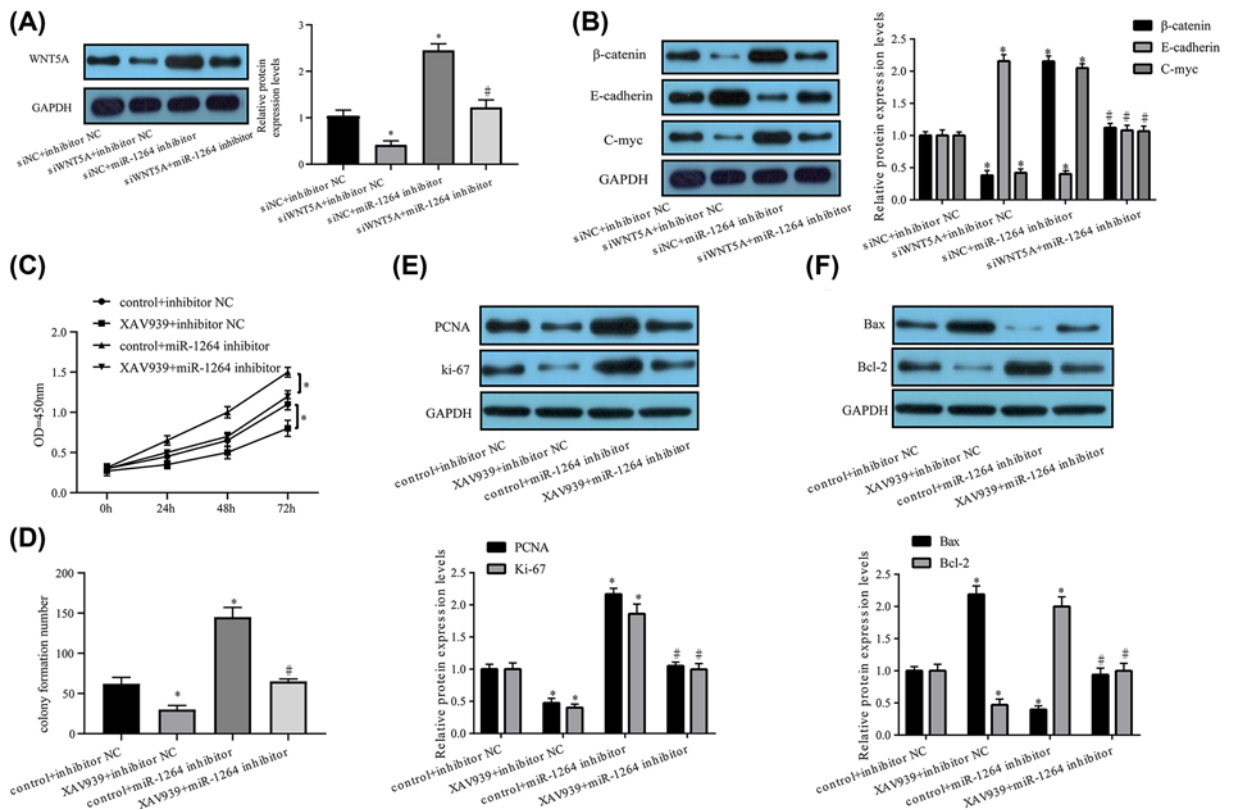 (A)
WNT5A
GAPDH
siNC+inhibitor NC
siWNT5A+inhibitor NC
siNC+miR-1264 inhibitor
siWNT5A+miR-1264 inhibitor
Relative protein
expression levels
3
2
1
0
*
*
#
siNC+inhibitor NC
siWNT5A+inhibitor NC
siNC+miR-1264 inhibitor
siWNT5A+miR-1264 inhibitor
(B)
β-catenin
E-cadherin
C-myc
GAPDH
siNC+inhibitor NC
siWNT5A+inhibitor NC
siNC+miR-1264 inhibitor
siWNT5A+miR-1264 inhibitor
β-catenin
E-cadherin
C-myc
Relative protein expression levels
2.5
2.0
1.5
1.0
0.5
0.0
* * *
* * *
# # #
siNC+inhibitor NC
siWNT5A+inhibitor NC
siNC+miR-1264 inhibitor
siWNT5A+miR-1264 inhibitor
(C)
control+inhibitor NC
XAV939+inhibitor NC
control+miR-1264 inhibitor
XAV939+miR-1264 inhibitor
OD=450nm
2.0
1.5
1.0
0.5
0.0
*
*
0h 24h 48h 72h
(E)
PCNA
ki-67
GAPDH
control+inhibitor NC
XAV939+inhibitor NC
control+miR-1264 inhibitor
XAV939+miR-1264 inhibitor
(F)
Bax
Bcl-2
GAPDH
control+inhibitor NC
XAV939+inhibitor NC
control+miR-1264 inhibitor
XAV939+miR-1264 inhibitor
(D)
colony formation number
200
150
100
50
0
*
*
#
control+inhibitor NC
XAV939+inhibitor NC
control+miR-1264 inhibitor
XAV939+miR-1264 inhibitor
PCNA
Ki-67
Relative protein expression levels
2.5
2.0
1.5
1.0
0.5
0.0
* *
* *
# #
control+inhibitor NC
XAV939+inhibitor NC
control+miR-1264 inhibitor
XAV939+miR-1264 inhibitor
Bax
Bcl-2
Relative protein expression levels
2.5
2.0
1.5
1.0
0.5
0.0
* *
* *
# #
control+inhibitor NC
XAV939+inhibitor NC
control+miR-1264 inhibitor
XAV939+miR-1264 inhibitor